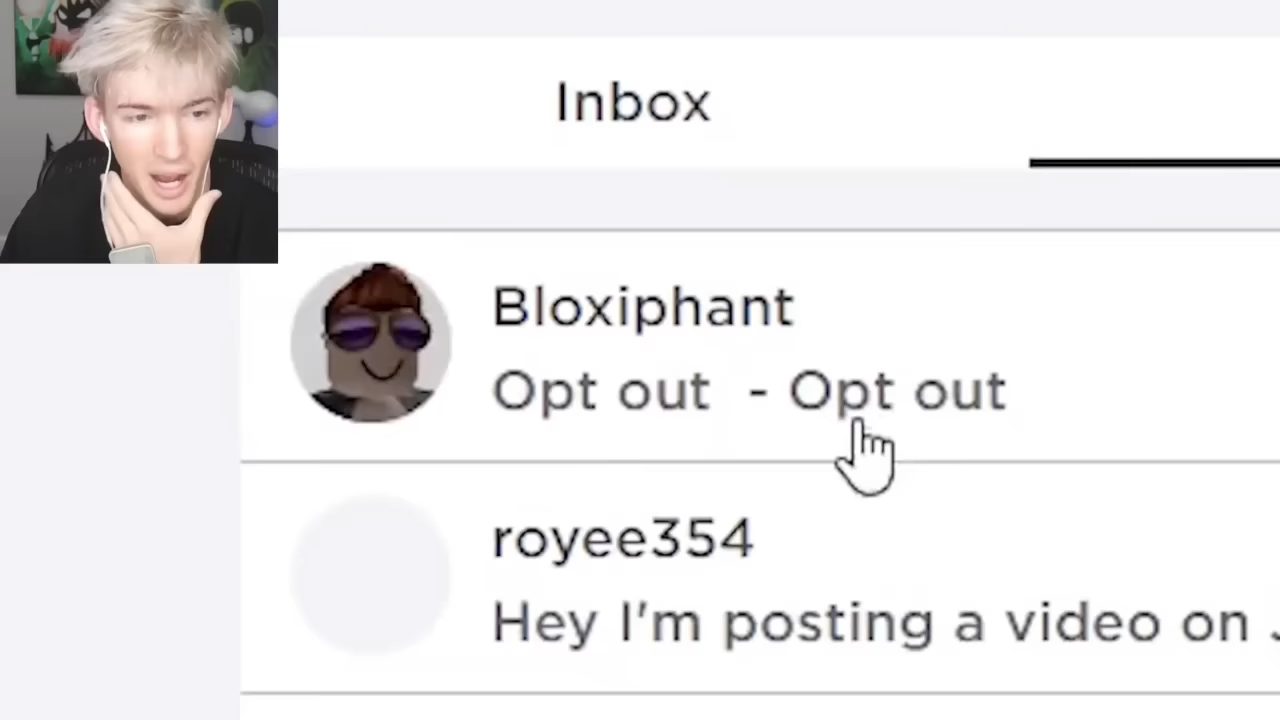 Inbox
Bloxiphant
Opt out - Opt out
royee354
Hey I'm posting a video on